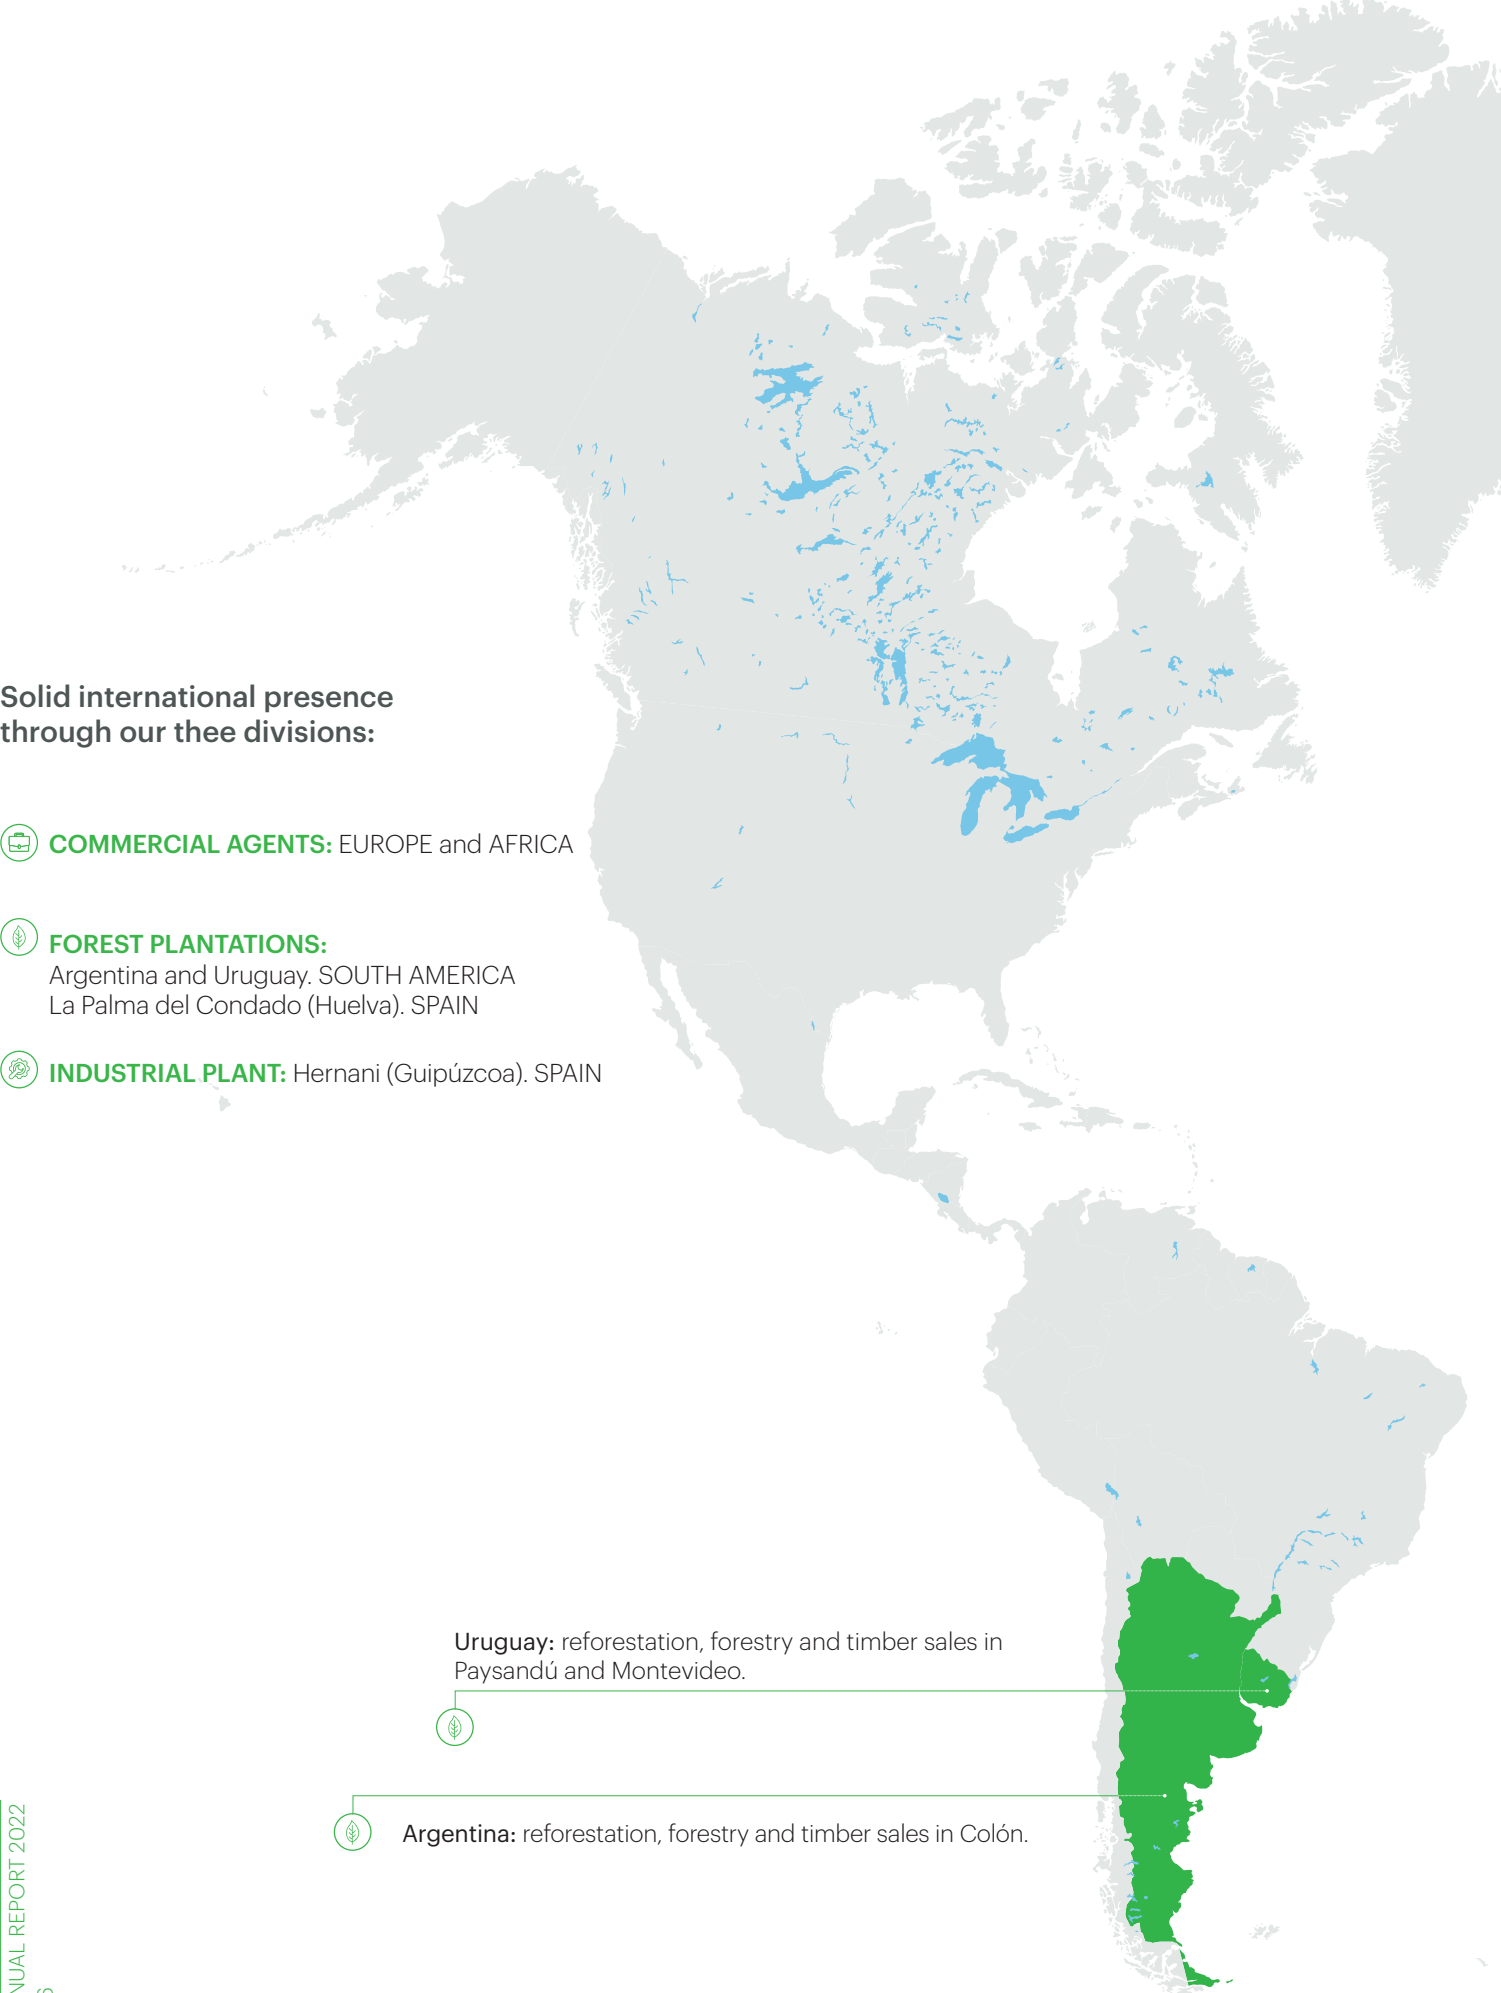 Solid international presence
through our thee divisions:
COMMERCIAL AGENTS: EUROPE and AFRICA
FOREST PLANTATIONS:
Argentina and Uruguay. SOUTH AMERICA
La Palma del Condado (Huelva). SPAIN
INDUSTRIAL PLANT: Hernani (Guipúzcoa). SPAIN
Uruguay: reforestation, forestry and timber sales in
Paysandú and Montevideo.
Argentina: reforestation, forestry and timber sales in Colón.
REPORT 2022